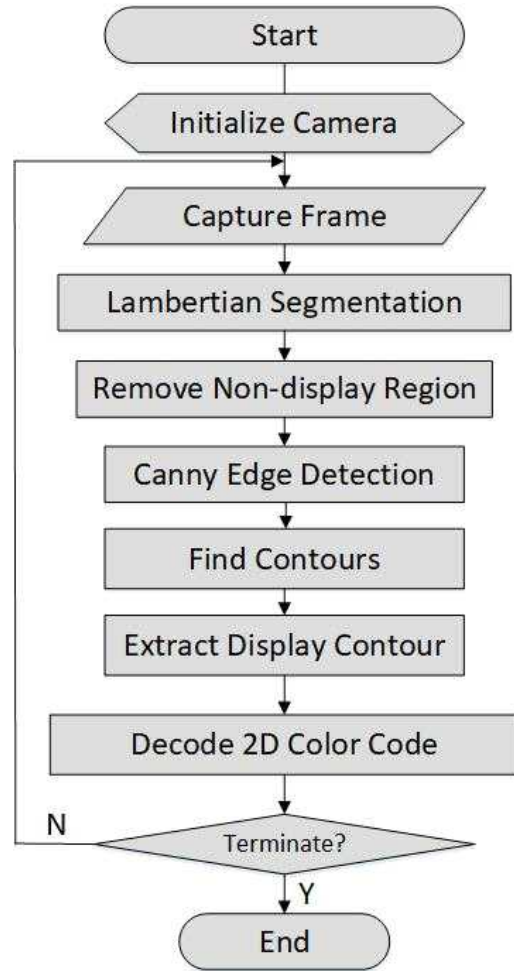 Start
Initialize Camera
Capture Frame
Lambertian Segmentation
Remove Non-display Region
Canny Edge Detection
Find Contours
Extract Display Contour
Decode 2D Color Code
N
Terminate?
Y
End